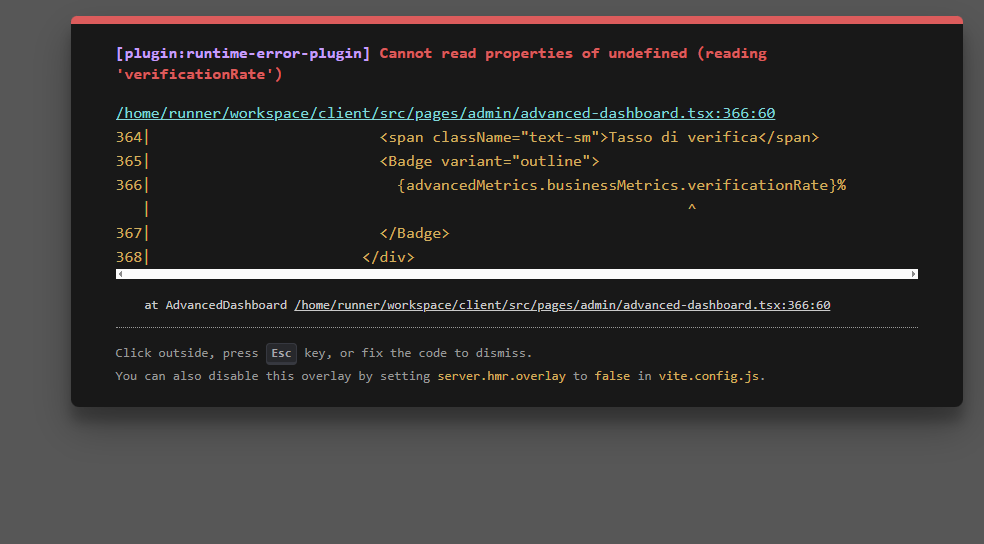 [plugin:runtime-error-plugin] Cannot read properties of undefined (reading
'verificationRate')
/home/runner/workspace/client/src/pages/admin/advanced-dashboard.tsx:366:60
364|                          <span className="text-sm">Tasso di verifica</span>
365|                          <Badge variant="outline">
366|                            {advancedMetrics.businessMetrics.verificationRate}%
   |                                                             ^
367|                          </Badge>
368|                        </div>
at AdvancedDashboard /home/runner/workspace/client/src/pages/admin/advanced-dashboard.tsx:366:60
Click outside, press Esc key, or fix the code to dismiss.
You can also disable this overlay by setting server.hmr.overlay to false in vite.config.js.